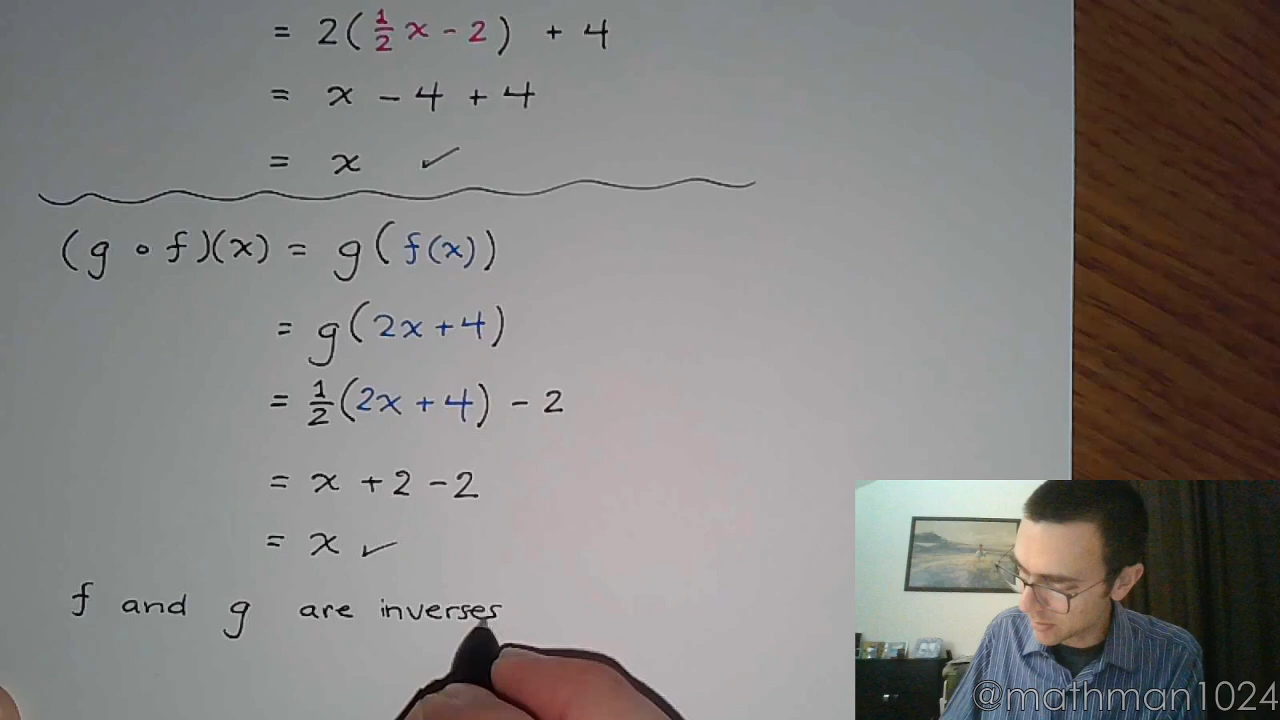 = 2(1/2 x - 2) + 4
= x - 4 + 4
= x ✓
(g ∘ f)(x) = g(f(x))
= g(2x+4)
= 1/2(2x + 4) - 2
= x + 2 - 2
= x ✓
f and g are inverses
@mathman1024